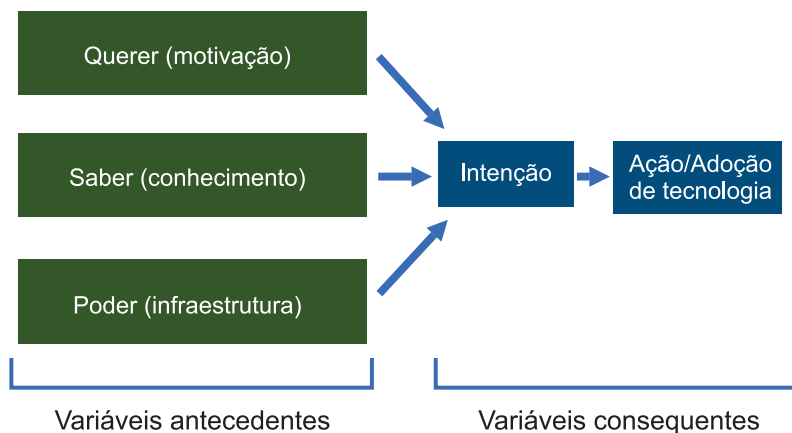 Querer (motivação)
Saber (conhecimento)
Poder (infraestrutura)
Intenção
Ação/Adoção
de tecnologia
Variáveis antecedentes
Variáveis consequentes